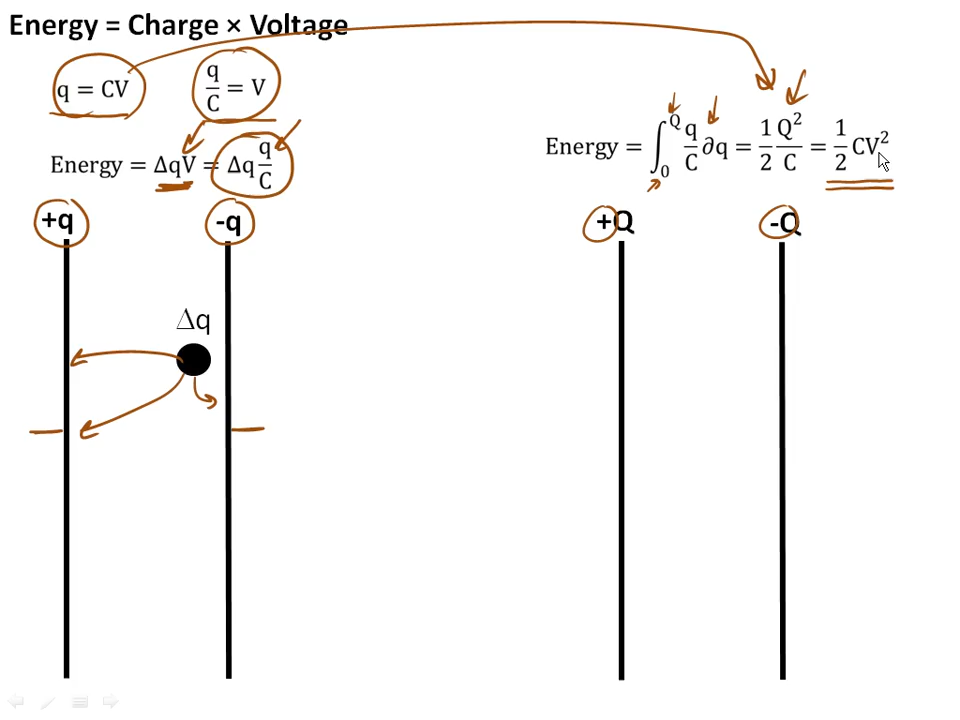 Energy = Charge × Voltage
q = CV
q/C = V
Energy = ΔqV = Δq q/C
Energy = ∫₀^Q q/C ∂q = 1/2 Q²/C = 1/2 CV²
+q -q
+Q -Q
Δq